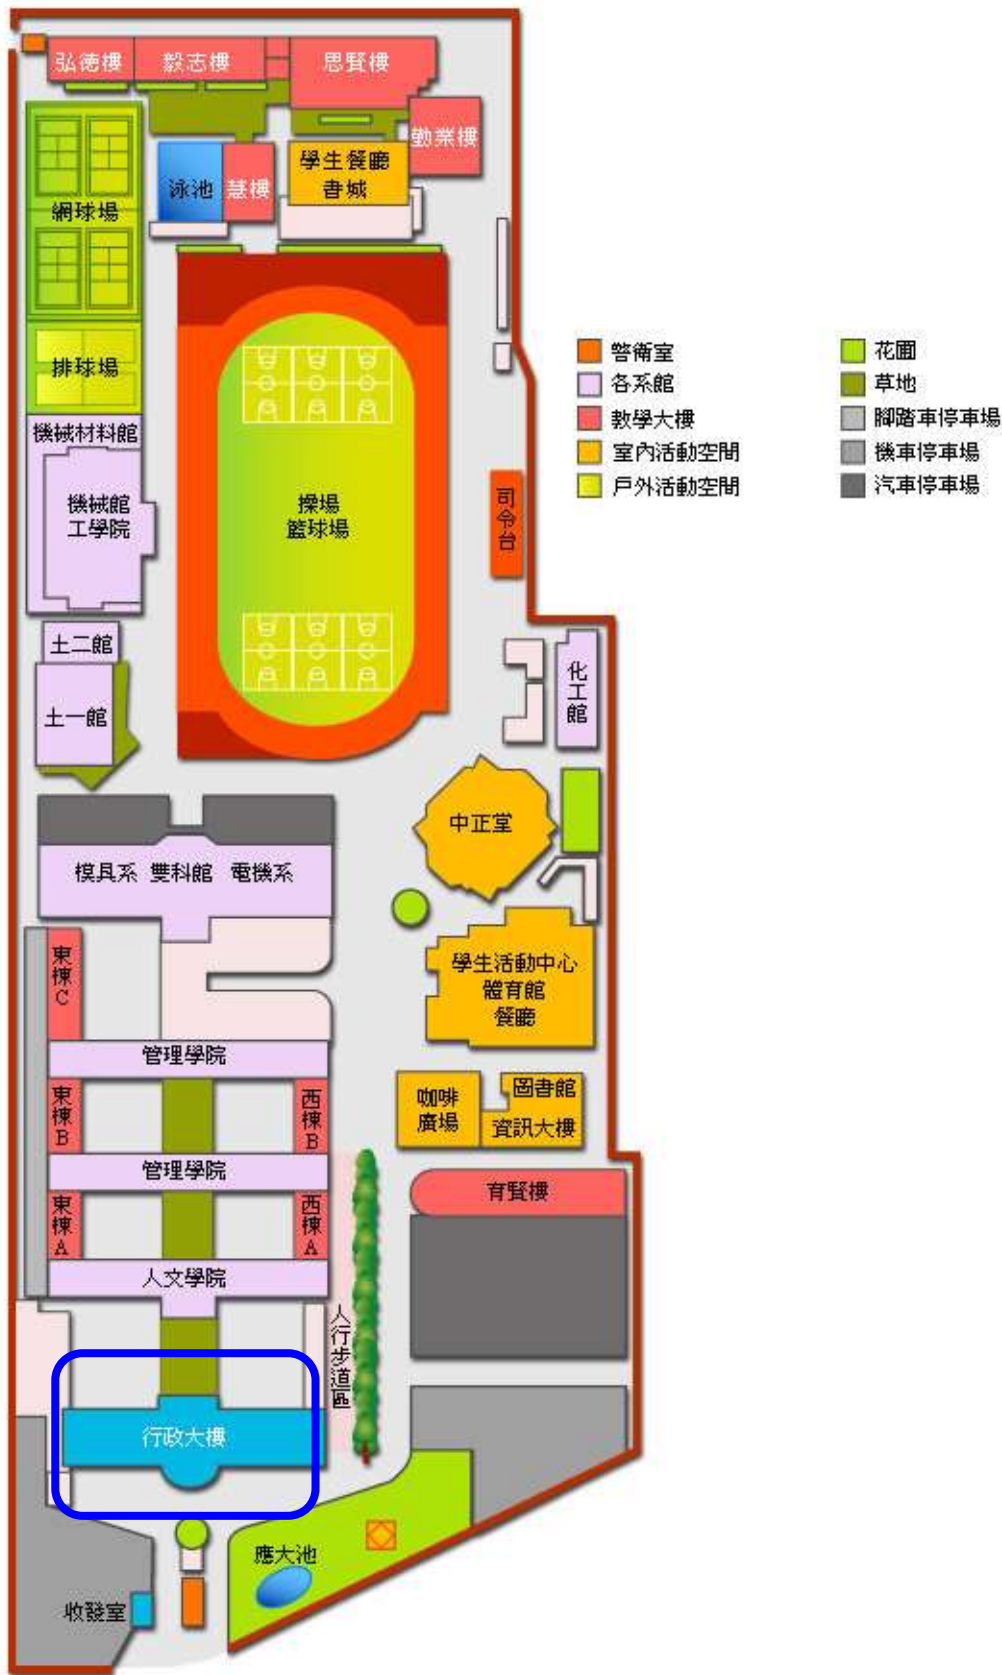 弘德樓
毅志樓
思賢樓
勤業樓
泳池
慧樓
學生餐廳
書城
網球場
排球場
機械材料館
機械館
工學院
操場
籃球場
司令台
警衛室
各系館
教學大樓
室內活動空間
戶外活動空間
花圃
草地
腳踏車停車場
機車停車場
汽車停車場
土二館
土一館
化工館
中正堂
模具系
雙科館
電機系
學生活動中心
體育館
餐廳
東棟C
管理學院
東棟B
西棟B
咖啡
廣場
圖書館
資訊大樓
管理學院
東棟A
西棟A
育賢樓
人文學院
人行步道區
行政大樓
應大池
收發室